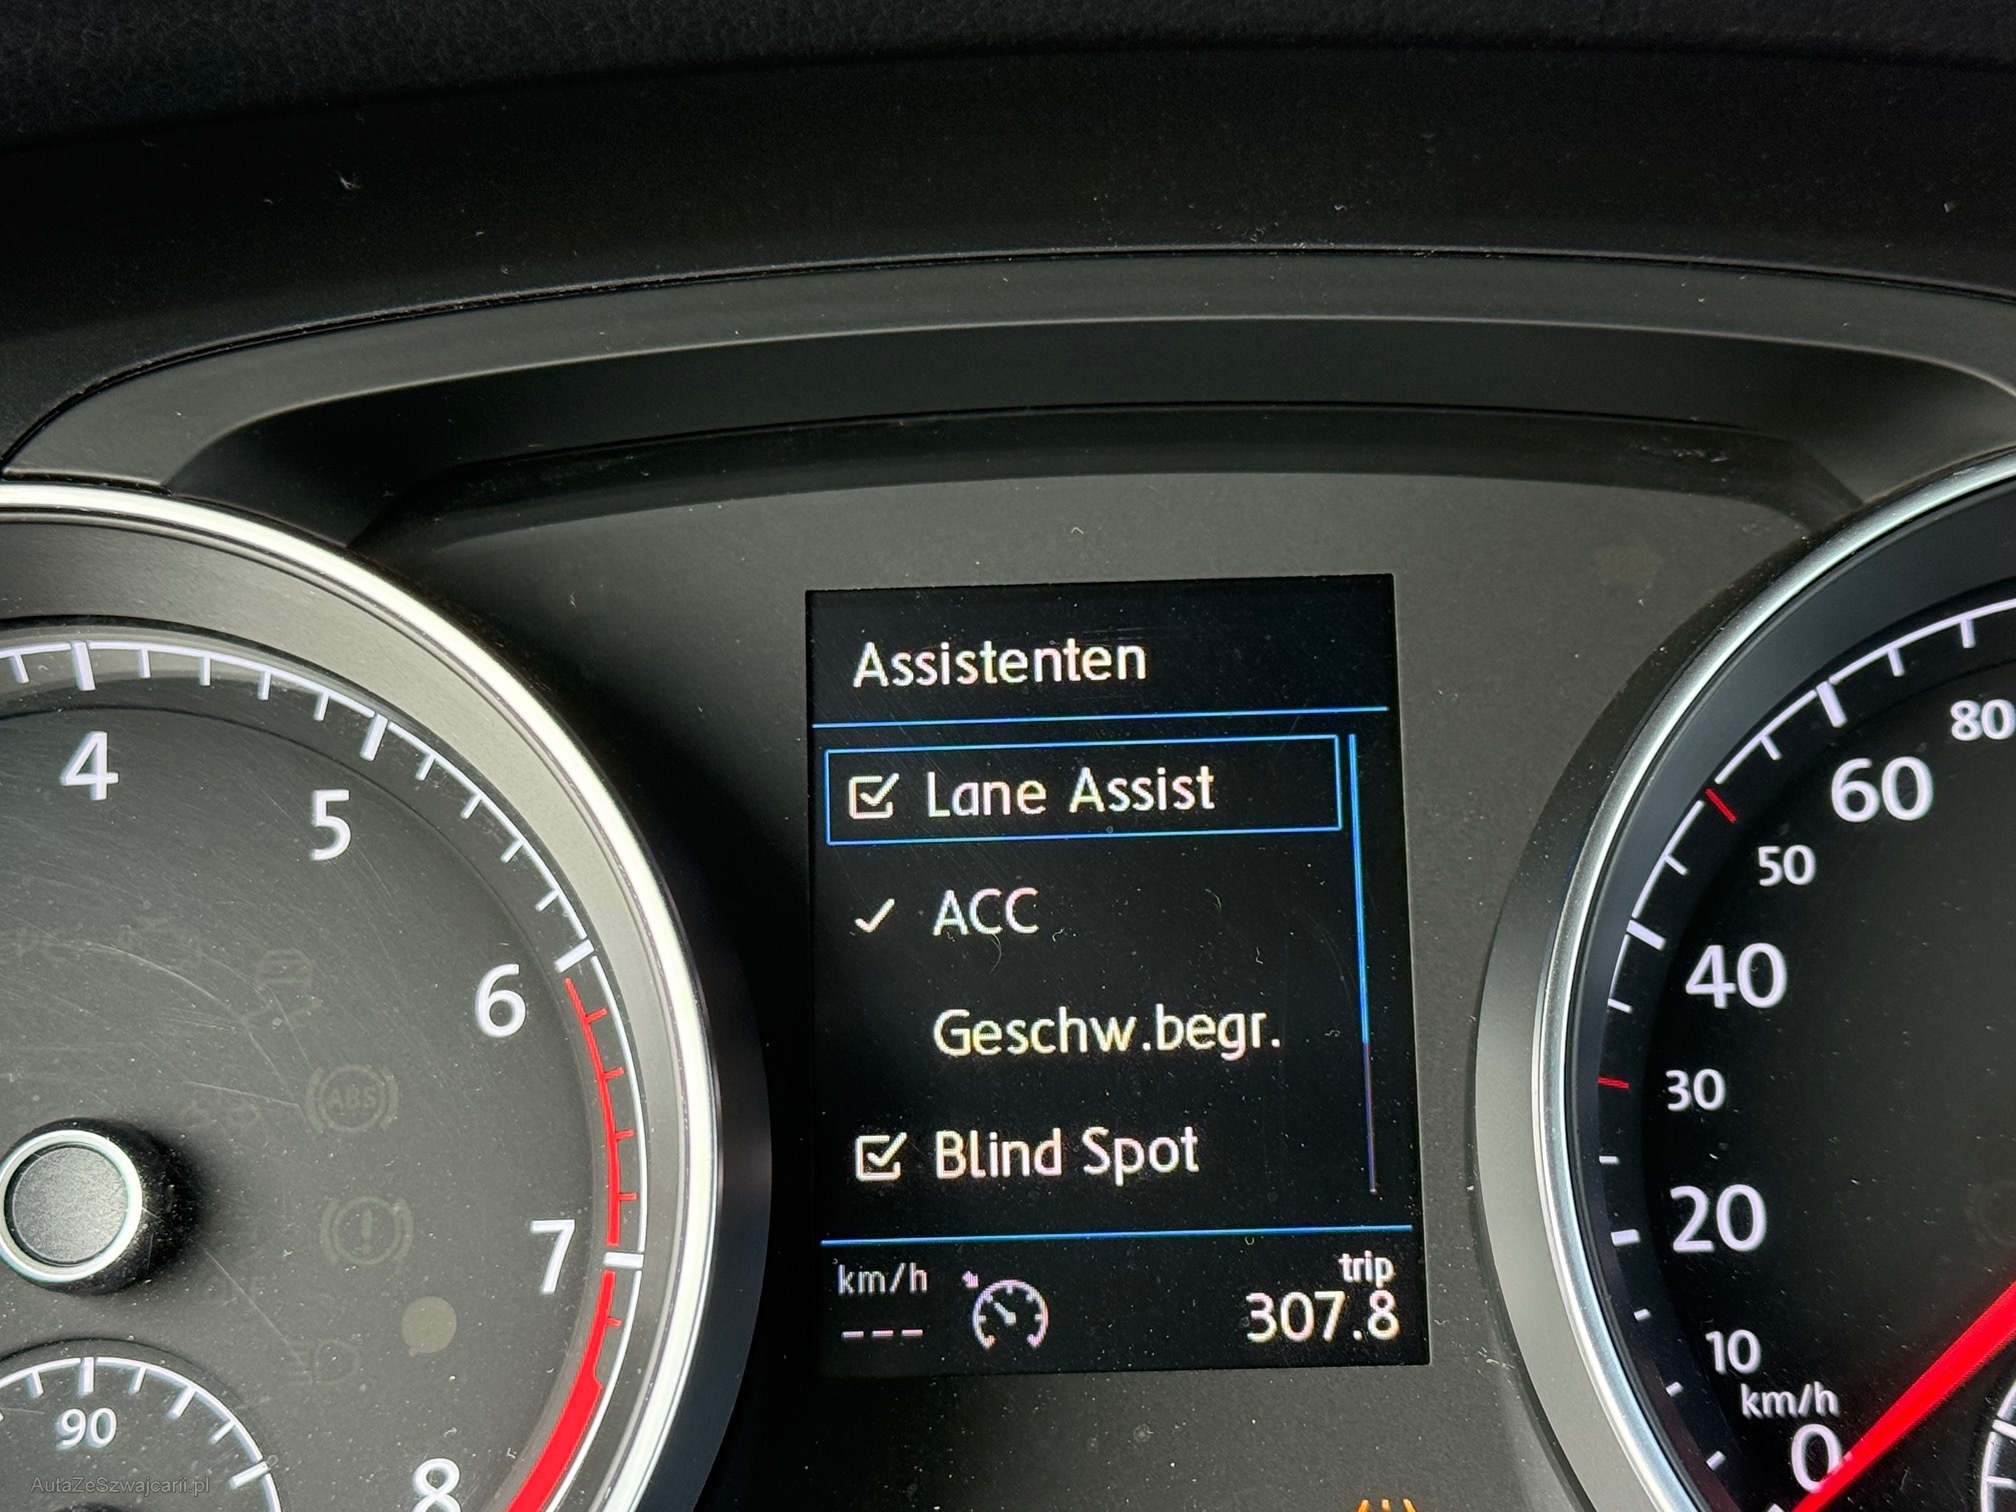 Assistenten
Lane Assist
ACC
Geschw.begr.
Blind Spot
km/h
---
trip
307.8
4
5
6
7
8
90
ABS
80
60
50
40
30
20
10
km/h
0
AutaZeSzwajcarii.pl